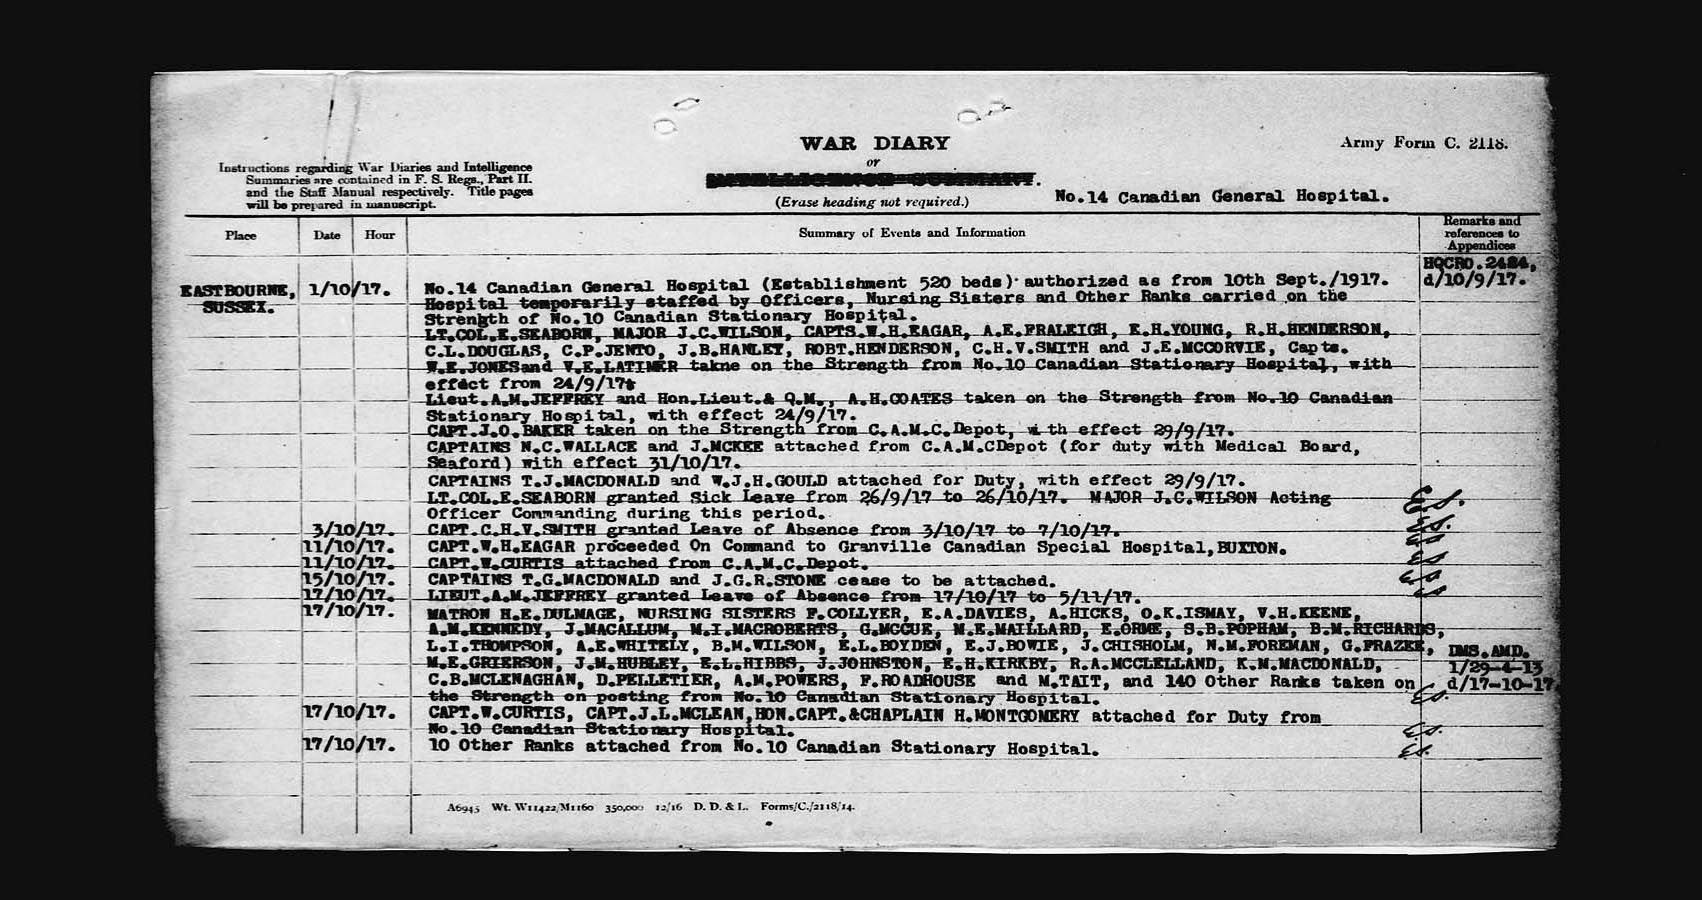 WAR DIARY
Army Form C. 2118.
or
Instructions regarding War Diaries and Intelligence
Summaries are contained in F. S. Regs., Part II.
and the Staff Manual respectively. Title pages
will be prepared in manuscript.
INTELLIGENCE SUMMARY.
(Erase heading not required.)
No.14 Canadian General Hospital.
Place
Date
Hour
Summary of Events and Information
Remarks and
references to
Appendices
HQCRO.2484,
d/10/9/17.
EASTBOURNE,
SUSSEX.
1/10/17.
No.14 Canadian General Hospital (Establishment 520 beds) authorized as from 10th Sept./1917.
Hospital temporarily staffed by Officers, Nursing Sisters and Other Ranks carried on the
Strength of No.10 Canadian Stationary Hospital.
LT.COL.E.SEABORN, MAJOR J.C.WILSON, CAPTS.W.H.EAGAR, A.E.FRALEIGH, E.H.YOUNG, R.H.HENDERSON,
C.L.DOUGLAS, C.P.JENTO, J.B.HANLEY, ROBT.HENDERSON, C.H.V.SMITH and J.E.MCCORVIE, Capts.
W.E.JONESand V.E.LATIMER takne on the Strength from No.10 Canadian Stationary Hospital, with
effect from 24/9/17
Lieut.A.M.JEFFREY and Hon.Lieut.& Q.M., A.H.COATES taken on the Strength from No.10 Canadian
Stationary Hospital, with effect 24/9/17.
CAPT.J.O.BAKER taken on the Strength from C.A.M.C.Depot, with effect 29/9/17.
CAPTAINS N.C.WALLACE and J.MCKEE attached from C.A.M.CDepot (for duty with Medical Board,
Seaford) with effect 31/10/17.
CAPTAINS T.J.MACDONALD and W.J.H.GOULD attached for Duty, with effect 29/9/17.
LT.COL.E.SEABORN granted Sick Leave from 26/9/17 to 26/10/17. MAJOR J.C.WILSON Acting
Officer Commanding during this period.
3/10/17. CAPT.C.H.V.SMITH granted Leave of Absence from 3/10/17 to 7/10/17.
11/10/17. CAPT.W.H.EAGAR proceeded On Command to Granville Canadian Special Hospital,BUXTON.
11/10/17. CAPT.W.CURTIS attached from C.A.M.C.Depot.
15/10/17. CAPTAINS T.G.MACDONALD and J.G.R.STONE cease to be attached.
17/10/17. LIEUT.A.M.JEFFREY granted Leave of Absence from 17/10/17 to 5/11/17.
17/10/17. MATRON H.E.DULMAGE, NURSING SISTERS F.COLLYER, E.A.DAVIES, A.HICKS, O.K.ISMAY, V.H.KEENE,
A.M.KENNEDY, J.MACALLUM, M.I.MACROBERTS, G.MCCUE, M.E.MAILLARD, E.ORME, S.B.POPHAM, B.M.RICHARDS,
L.I.THOMPSON, A.E.WHITELY, B.M.WILSON, E.L.BOYDEN, E.J.BOWIE, J.CHISHOLM, N.M.FOREMAN, G.FRAZEE,
DMS.AMD.
M.E.GRIERSON, J.M.HUBLEY, E.L.HIBBS, J.JOHNSTON, E.H.KIRKBY, R.A.MCCLELLAND, K.M.MACDONALD,
1/29-4-13
C.B.MCLENAGHAN, D.PELLETIER, A.M.POWERS, F.ROADHOUSE and M.TAIT, and 140 Other Ranks taken on
d/17-10-17
the Strength on posting from No.10 Canadian Stationary Hospital.
17/10/17. CAPT.W.CURTIS, CAPT.J.L.MCLEAN,HON.CAPT.&CHAPLAIN H.MONTGOMERY attached for Duty from
No.10 Canadian Stationary Hospital.
17/10/17. 10 Other Ranks attached from No.10 Canadian Stationary Hospital.
A6945 Wt. W11422/M1160 350,000 12/16 D. D. & L. Forms/C./2118/14.